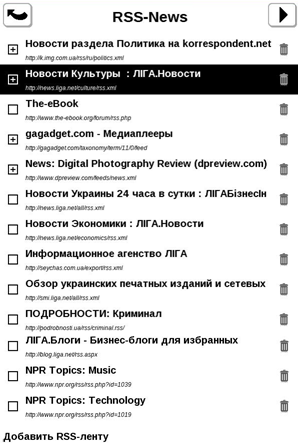 RSS-News
Новости раздела Политика на korrespondent.net
http://k.img.com.ua/rss/ru/politics.xml
Новости Культуры : ЛІГА.Новости
http://news.liga.net/culture/rss.xml
The-eBook
http://www.the-ebook.org/forum/rss.php
gagadget.com - Медиаплееры
http://gagadget.com/taxonomy/term/11/0/feed
News: Digital Photography Review (dpreview.com)
http://www.dpreview.com/feeds/news.xml
Новости Украины 24 часа в сутки : ЛІГАБізнесІн
http://news.liga.net/all/rss.xml
Новости Экономики : ЛІГА.Новости
http://news.liga.net/economics/rss.xml
Информационное агенство ЛІГА
http://seychas.com.ua/export/rss.xml
Обзор украинских печатных изданий и сетевых
http://smi.liga.net/all/rss.xml
ПОДРОБНОСТИ: Криминал
http://podrobnosti.ua/rss/criminal.rss/
ЛІГА.Блоги - Бизнес-блоги для избранных
http://blog.liga.net/rss.aspx
NPR Topics: Music
http://www.npr.org/rss/rss.php?id=1039
NPR Topics: Technology
http://www.npr.org/rss/rss.php?id=1019
Добавить RSS-ленту